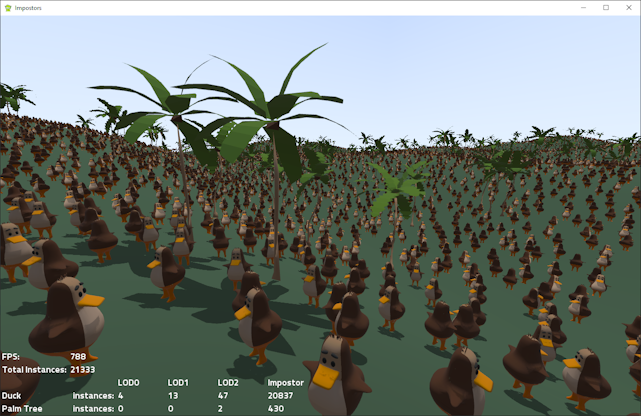 Impostors
FPS: 788
Total Instances: 21333
LOD0 LOD1 LOD2 Impostor
Duck instances: 4 13 47 20837
Palm Tree instances: 0 0 2 430